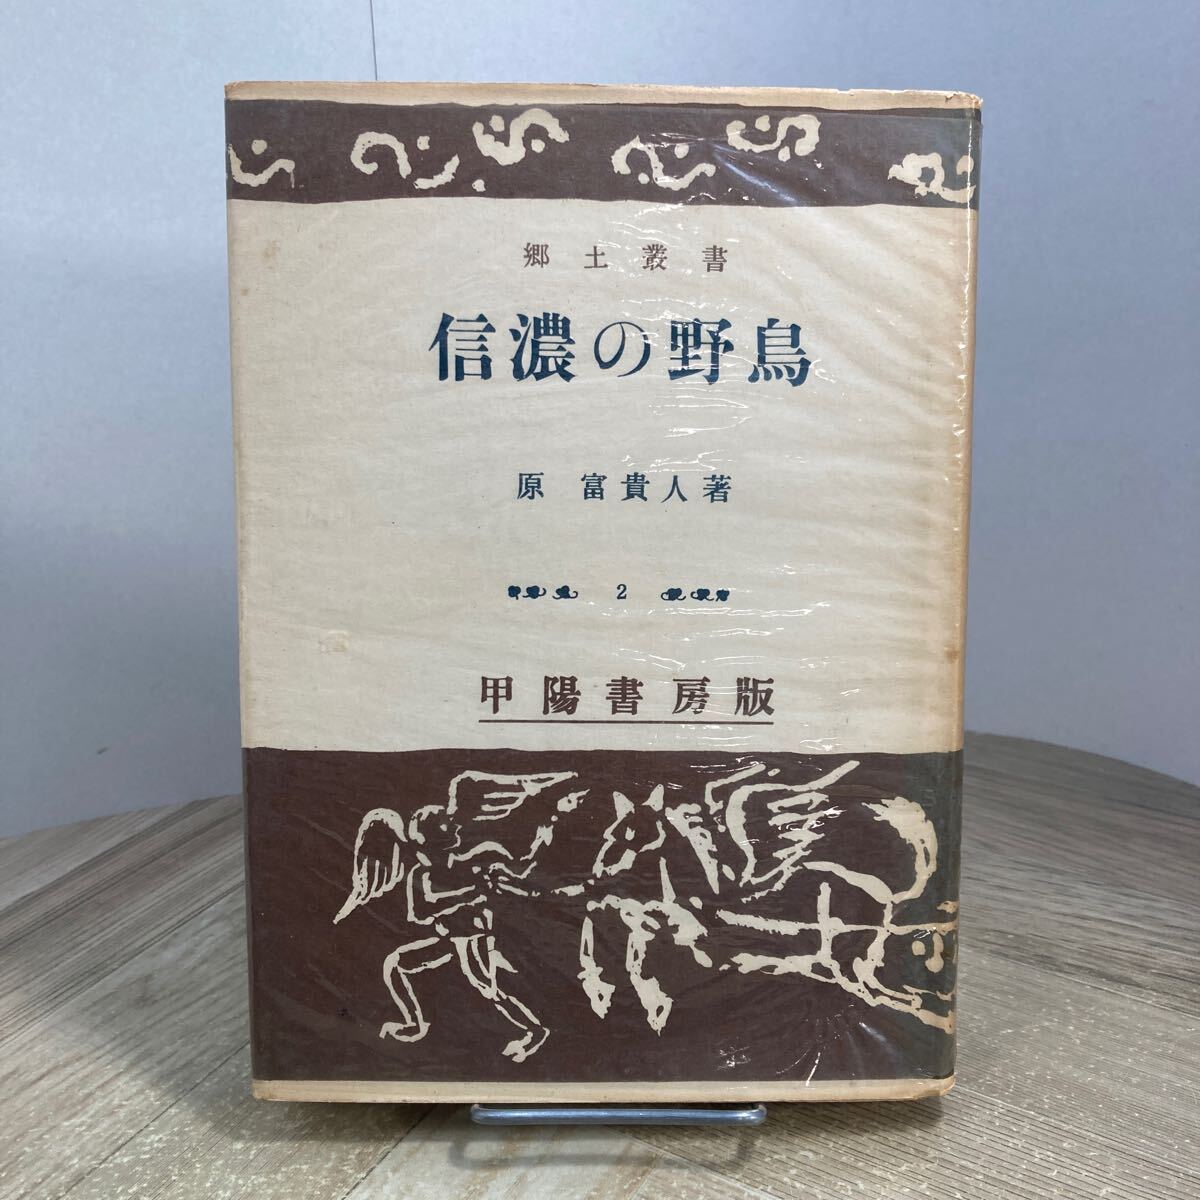 郷土叢書
信濃の野鳥
原 富貴人著
2
甲陽書房版